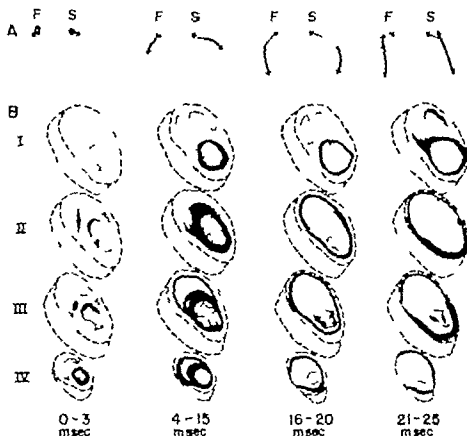 F S F S F S F S
A
B
I
II
III
IV
0-3 4-15 16-20 21-25
msec msec msec msec